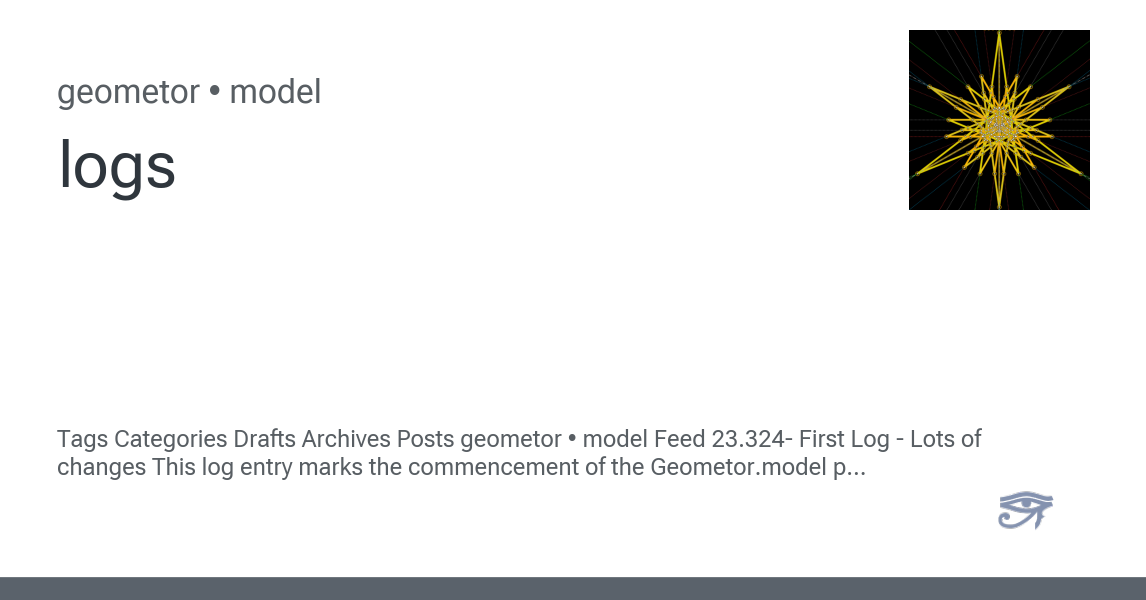 geometor • model
logs
Tags Categories Drafts Archives Posts geometor • model Feed 23.324- First Log - Lots of
changes This log entry marks the commencement of the Geometor.model p...